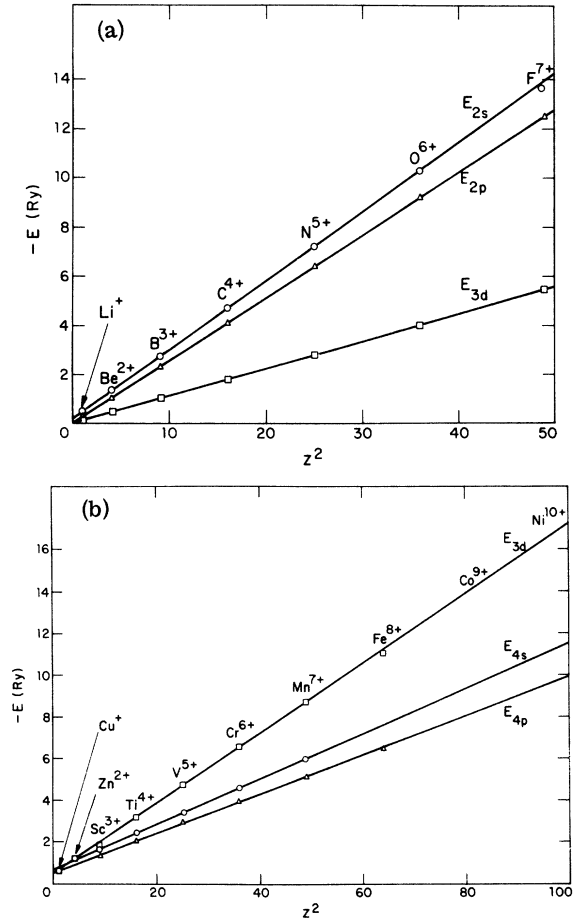 (a)
14
12
10
8
6
4
2
0
10
20
30
40
50
– E (Ry)
Z²
Li⁺
Be²⁺
B³⁺
C⁴⁺
N⁵⁺
O⁶⁺
F⁷⁺
E₂ₛ
E₂ₚ
E₃d
(b)
16
14
12
10
8
6
4
2
0
20
40
60
80
100
– E (Ry)
Z²
Cu⁺
Zn²⁺
Sc³⁺
Ti⁴⁺
V⁵⁺
Cr⁶⁺
Mn⁷⁺
Fe⁸⁺
Co⁹⁺
Ni¹⁰⁺
E₃d
E₄ₛ
E₄ₚ